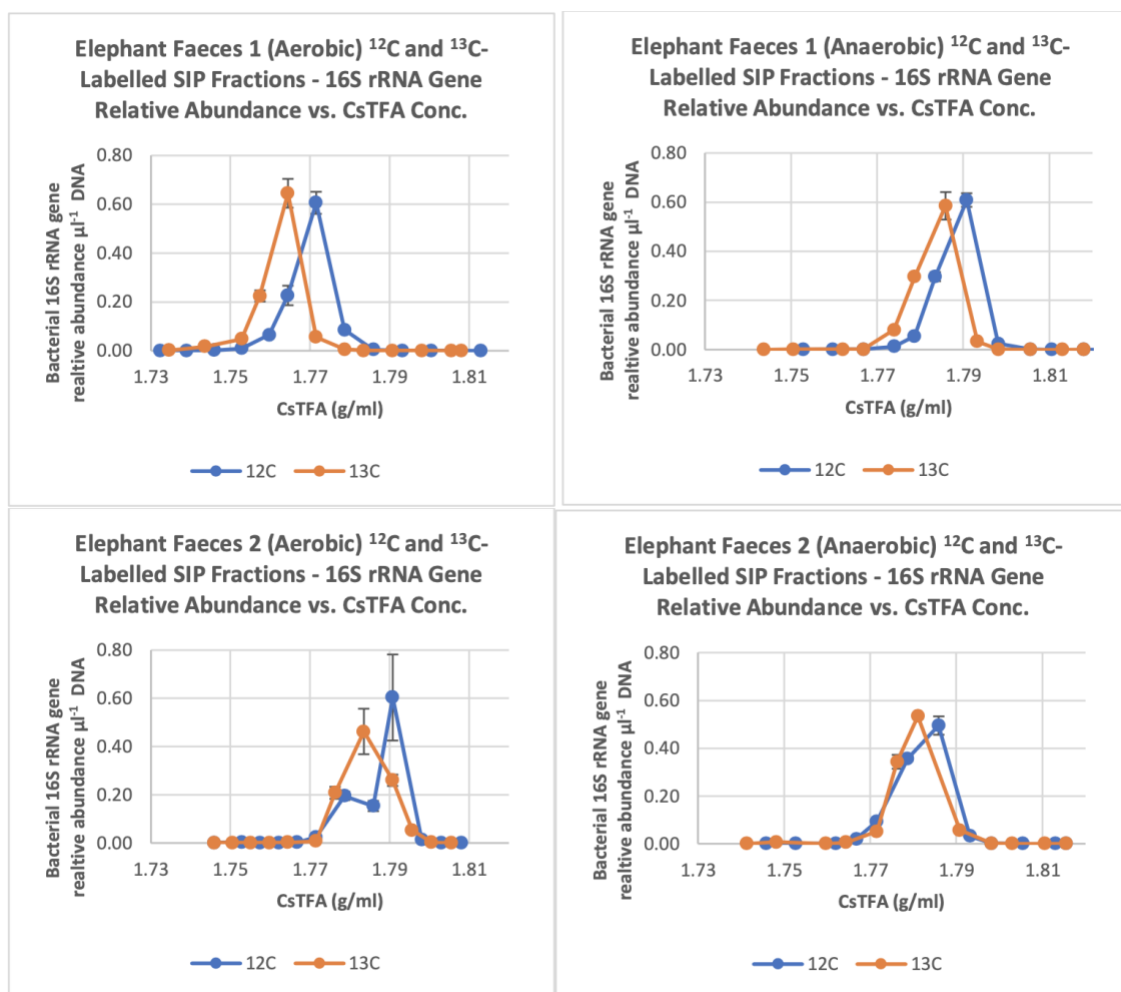 Elephant Faeces 1 (Aerobic) ¹²C and ¹³C-
Labelled SIP Fractions - 16S rRNA Gene
Relative Abundance vs. CsTFA Conc.
Bacterial 16S rRNA gene
realtive abundance µl⁻¹ DNA
0.80
0.60
0.40
0.20
0.00
1.73 1.75 1.77 1.79 1.81
CsTFA (g/ml)
12C 13C
Elephant Faeces 1 (Anaerobic) ¹²C and ¹³C-
Labelled SIP Fractions - 16S rRNA Gene
Relative Abundance vs. CsTFA Conc.
Bacterial 16S rRNA gene
realtive abundance µl⁻¹ DNA
0.80
0.60
0.40
0.20
0.00
1.73 1.75 1.77 1.79 1.81
CsTFA (g/ml)
12C 13C
Elephant Faeces 2 (Aerobic) ¹²C and ¹³C-
Labelled SIP Fractions - 16S rRNA Gene
Relative Abundance vs. CsTFA Conc.
Bacterial 16S rRNA gene
realtive abundance µl⁻¹ DNA
0.80
0.60
0.40
0.20
0.00
1.73 1.75 1.77 1.79 1.81
CsTFA (g/ml)
12C 13C
Elephant Faeces 2 (Anaerobic) ¹²C and ¹³C-
Labelled SIP Fractions - 16S rRNA Gene
Relative Abundance vs. CsTFA Conc.
Bacterial 16S rRNA gene
realtive abundance µl⁻¹ DNA
0.80
0.60
0.40
0.20
0.00
1.73 1.75 1.77 1.79 1.81
CsTFA (g/ml)
12C 13C